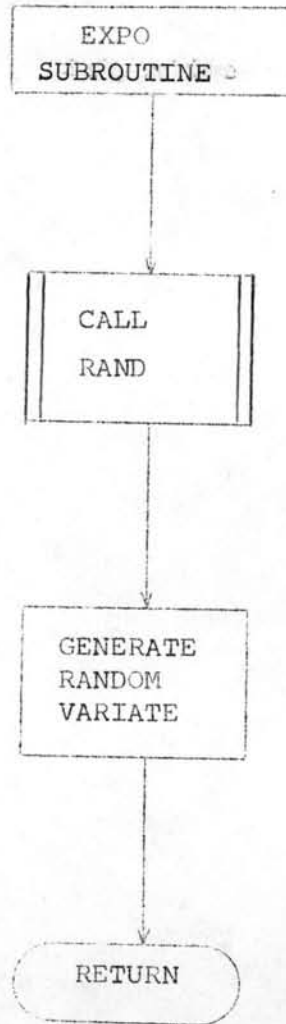 EXPO
SUBROUTINE
CALL
RAND
GENERATE
RANDOM
VARIATE
RETURN